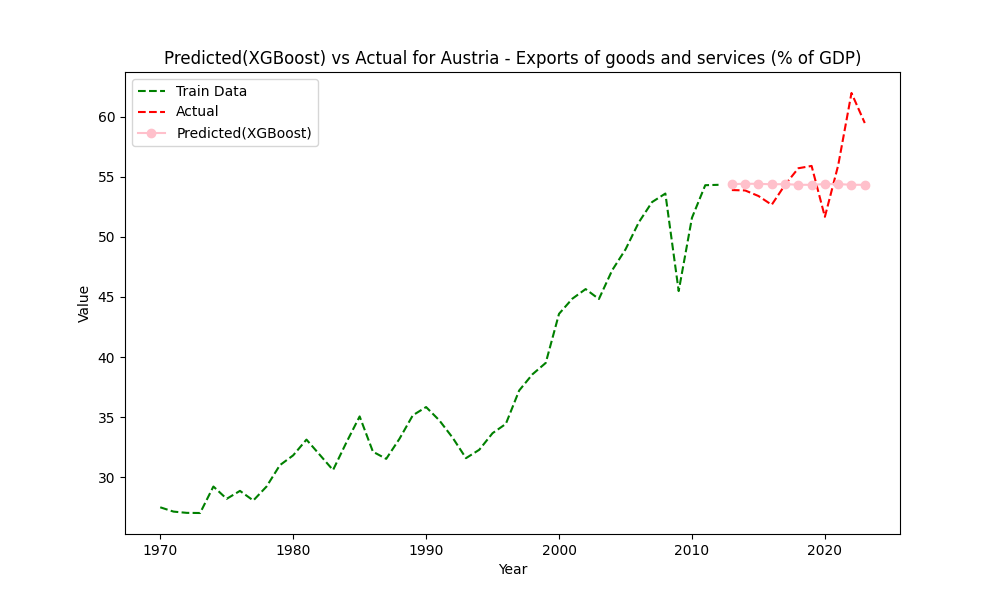 Predicted(XGBoost) vs Actual for Austria - Exports of goods and services (% of GDP)
Train Data
Actual
Predicted(XGBoost)
60
55
50
45
40
35
30
Value
1970
1980
1990
2000
2010
2020
Year